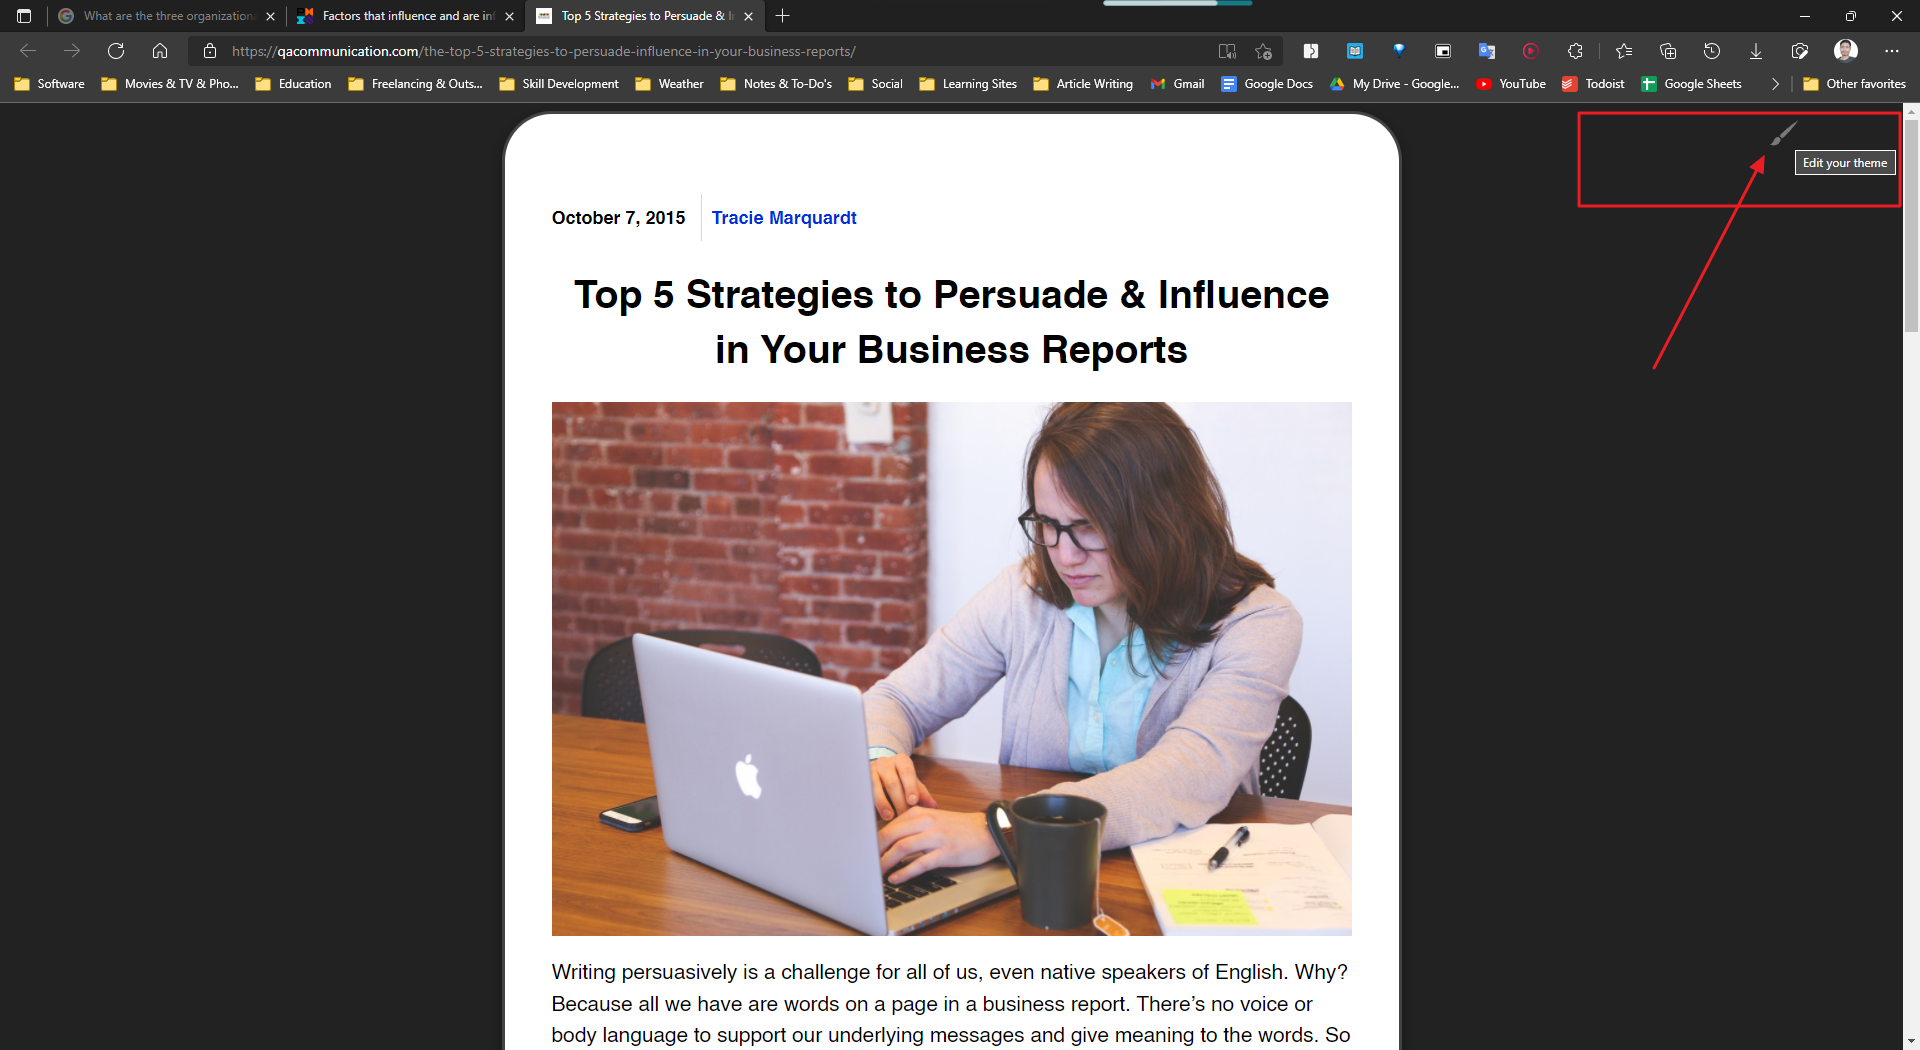 What are the three organization
Factors that influence and are in
Top 5 Strategies to Persuade & I
https://qacommunication.com/the-top-5-strategies-to-persuade-influence-in-your-business-reports/
Software
Movies & TV & Pho...
Education
Freelancing & Outs...
Skill Development
Weather
Notes & To-Do's
Social
Learning Sites
Article Writing
Gmail
Google Docs
My Drive - Google...
YouTube
Todoist
Google Sheets
Other favorites
Edit your theme
October 7, 2015
Tracie Marquardt
Top 5 Strategies to Persuade & Influence
in Your Business Reports
Writing persuasively is a challenge for all of us, even native speakers of English. Why?
Because all we have are words on a page in a business report. There’s no voice or
body language to support our underlying messages and give meaning to the words. So